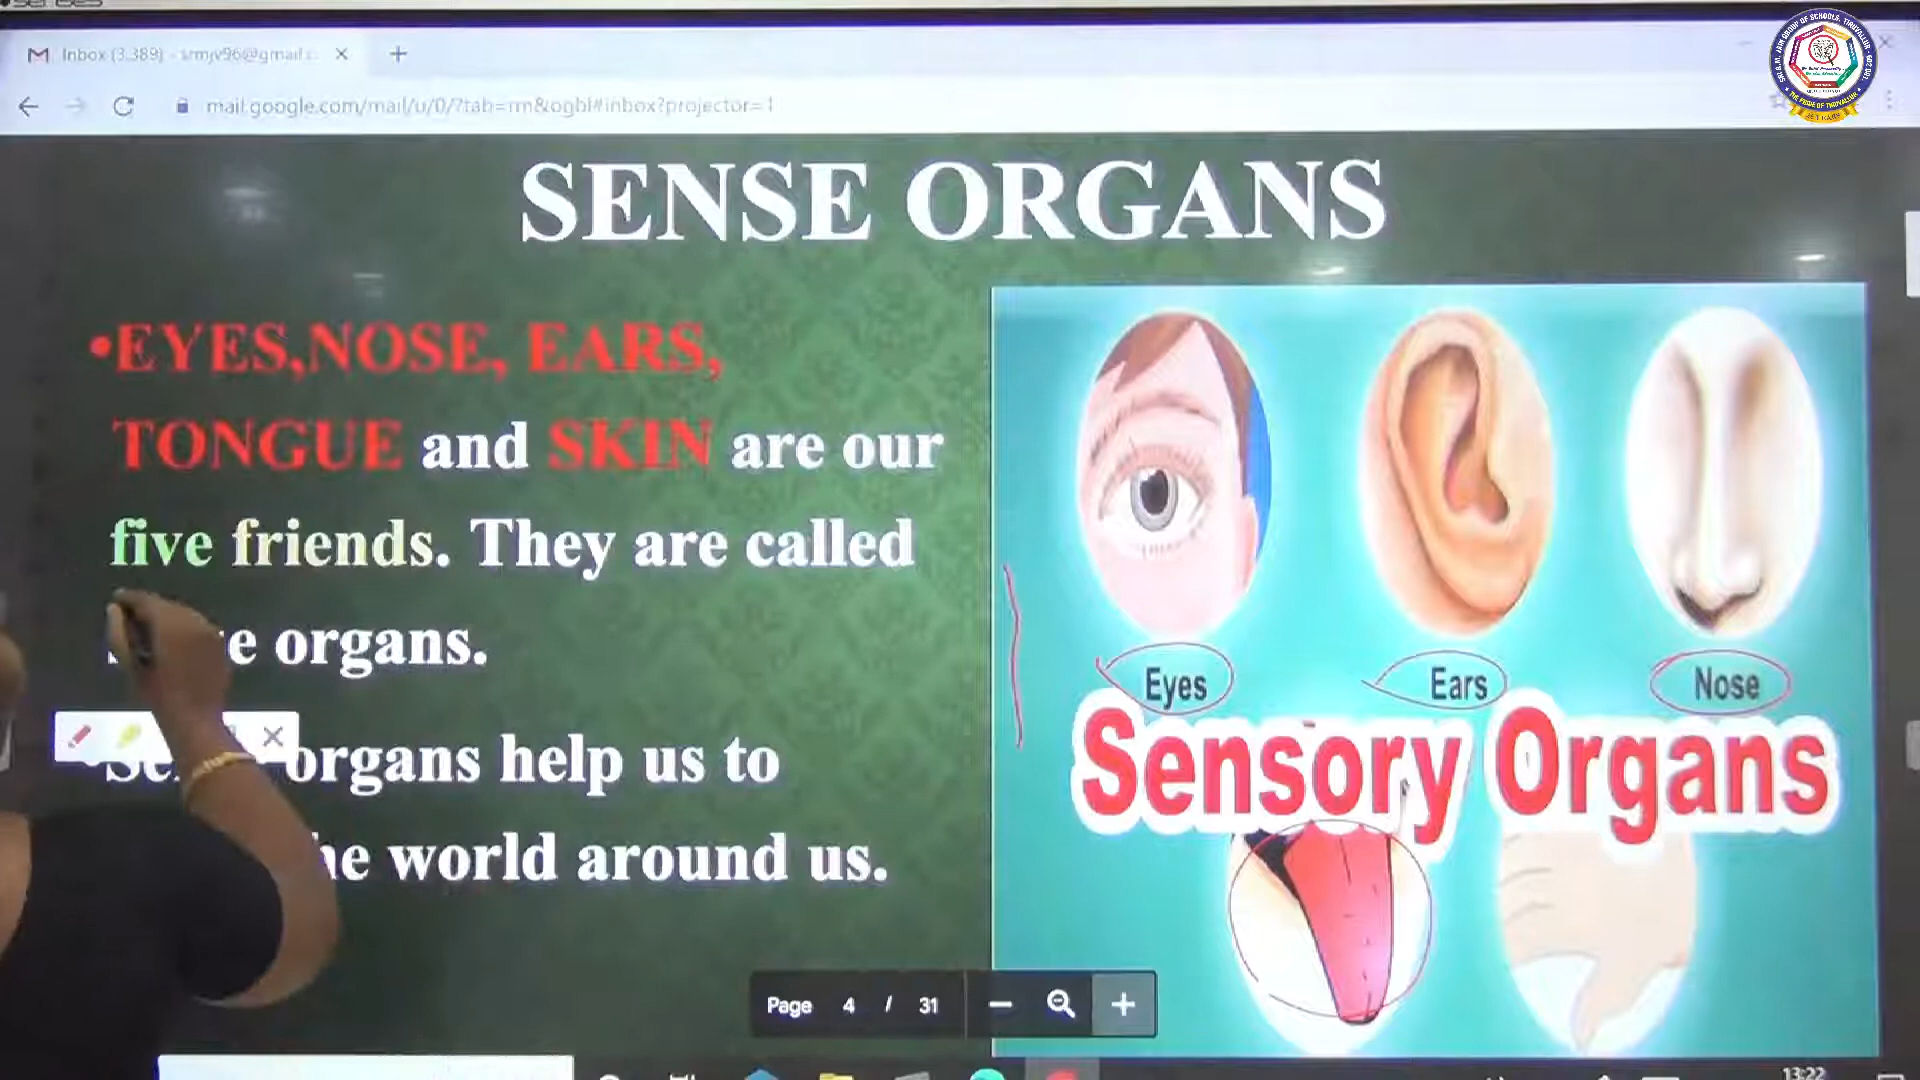 Inbox (3,389) - srmjv96@gmail.c
mail.google.com/mail/u/0/?tab=rm&ogbl#inbox?projector=1
SENSE ORGANS
•EYES,NOSE, EARS,
TONGUE and SKIN are our
five friends. They are called
organs.
organs help us to
world around us.
Eyes
Ears
Nose
Sensory Organs
Page 4 / 31
13:22